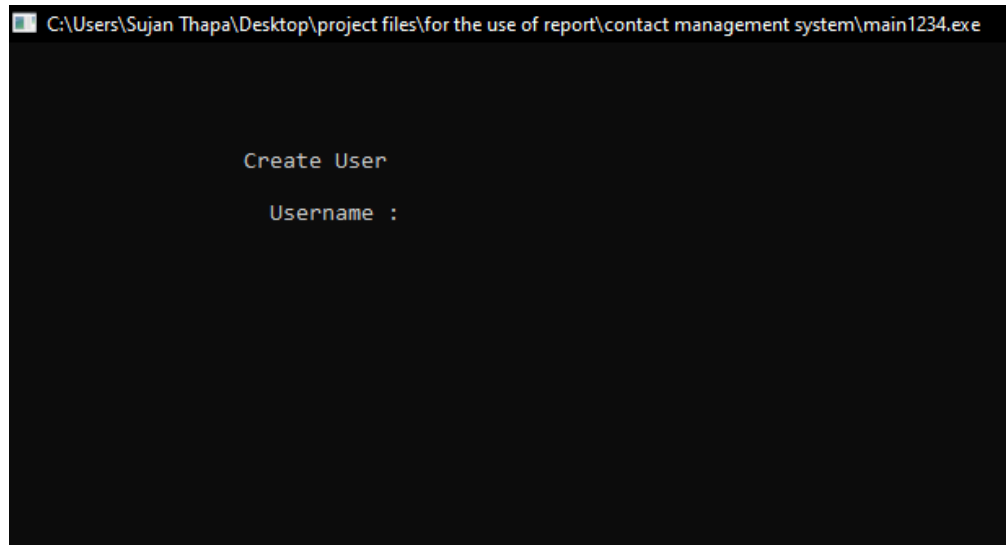 C:\Users\Sujan Thapa\Desktop\project files\for the use of report\contact management system\main1234.exe
Create User
Username :